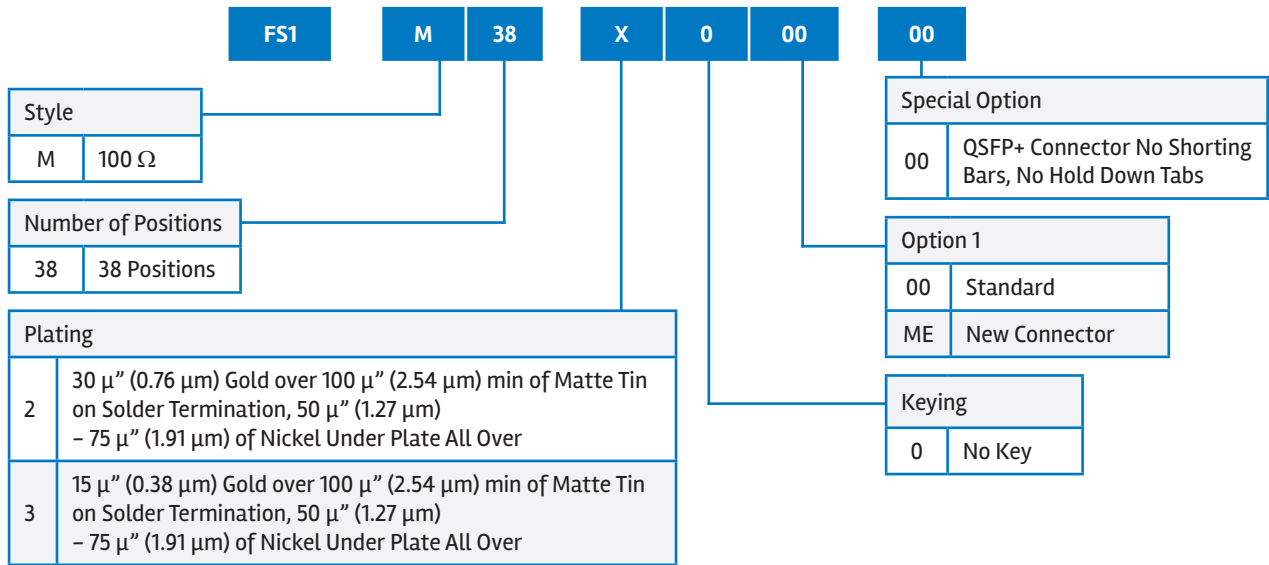 FS1 M 38 X 0 00 00
Style
M 100 Ω
Number of Positions
38 38 Positions
Plating
2 30 μ” (0.76 μm) Gold over 100 μ” (2.54 μm) min of Matte Tin
on Solder Termination, 50 μ” (1.27 μm)
– 75 μ” (1.91 μm) of Nickel Under Plate All Over
3 15 μ” (0.38 μm) Gold over 100 μ” (2.54 μm) min of Matte Tin
on Solder Termination, 50 μ” (1.27 μm)
– 75 μ” (1.91 μm) of Nickel Under Plate All Over
Special Option
00 QSFP+ Connector No Shorting
Bars, No Hold Down Tabs
Option 1
00 Standard
ME New Connector
Keying
0 No Key